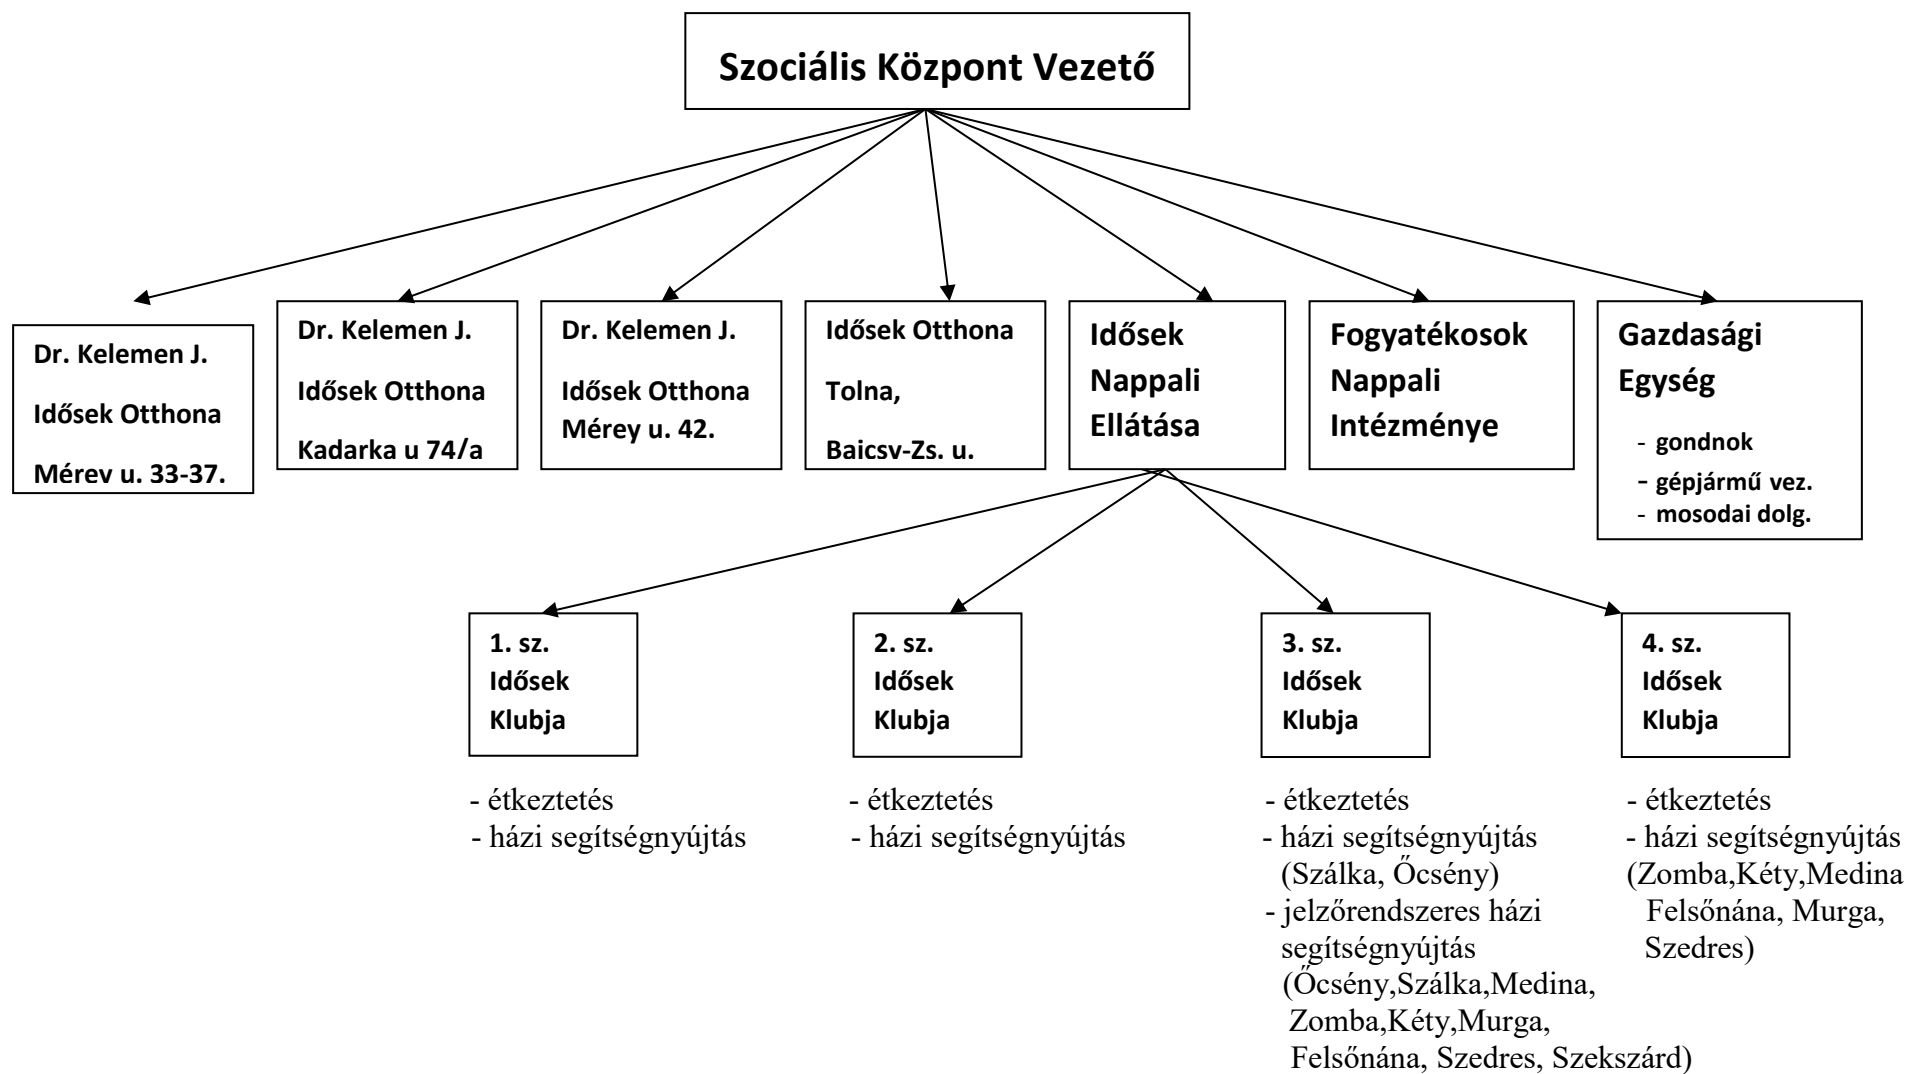 Szociális Központ Vezető
Dr. Kelemen J.
Idősek Otthona
Mérey u. 33-37.
Dr. Kelemen J.
Idősek Otthona
Kadarka u 74/a
Dr. Kelemen J.
Idősek Otthona
Mérey u. 42.
Idősek Otthona
Tolna,
Bajcsy-Zs. u.
Idősek
Nappali
Ellátása
Fogyatékosok
Nappali
Intézménye
Gazdasági
Egység
- gondnok
- gépjármű vez.
- mosodai dolg.
1. sz.
Idősek
Klubja
2. sz.
Idősek
Klubja
3. sz.
Idősek
Klubja
4. sz.
Idősek
Klubja
- étkeztetés
- házi segítségnyújtás
- étkeztetés
- házi segítségnyújtás
- étkeztetés
- házi segítségnyújtás
(Szálka, Őcsény)
- jelzőrendszeres házi
segítségnyújtás
(Őcsény,Szálka,Medina,
Zomba,Kéty,Murga,
Felsőnána, Szedres, Szekszárd)
- étkeztetés
- házi segítségnyújtás
(Zomba,Kéty,Medina
Felsőnána, Murga,
Szedres)